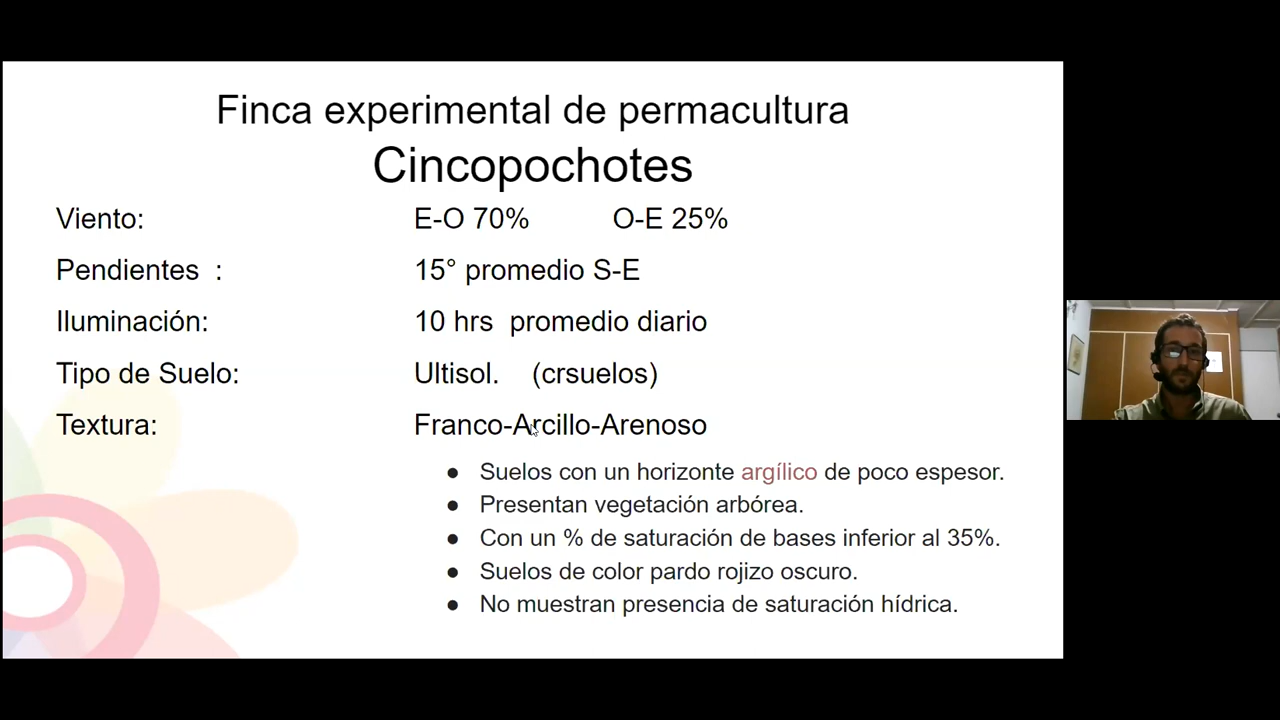 Finca experimental de permacultura
Cincopochotes
Viento: E-O 70% O-E 25%
Pendientes : 15° promedio S-E
Iluminación: 10 hrs promedio diario
Tipo de Suelo: Ultisol. (crsuelos)
Textura: Franco-Arcillo-Arenoso
● Suelos con un horizonte argílico de poco espesor.
● Presentan vegetación arbórea.
● Con un % de saturación de bases inferior al 35%.
● Suelos de color pardo rojizo oscuro.
● No muestran presencia de saturación hídrica.